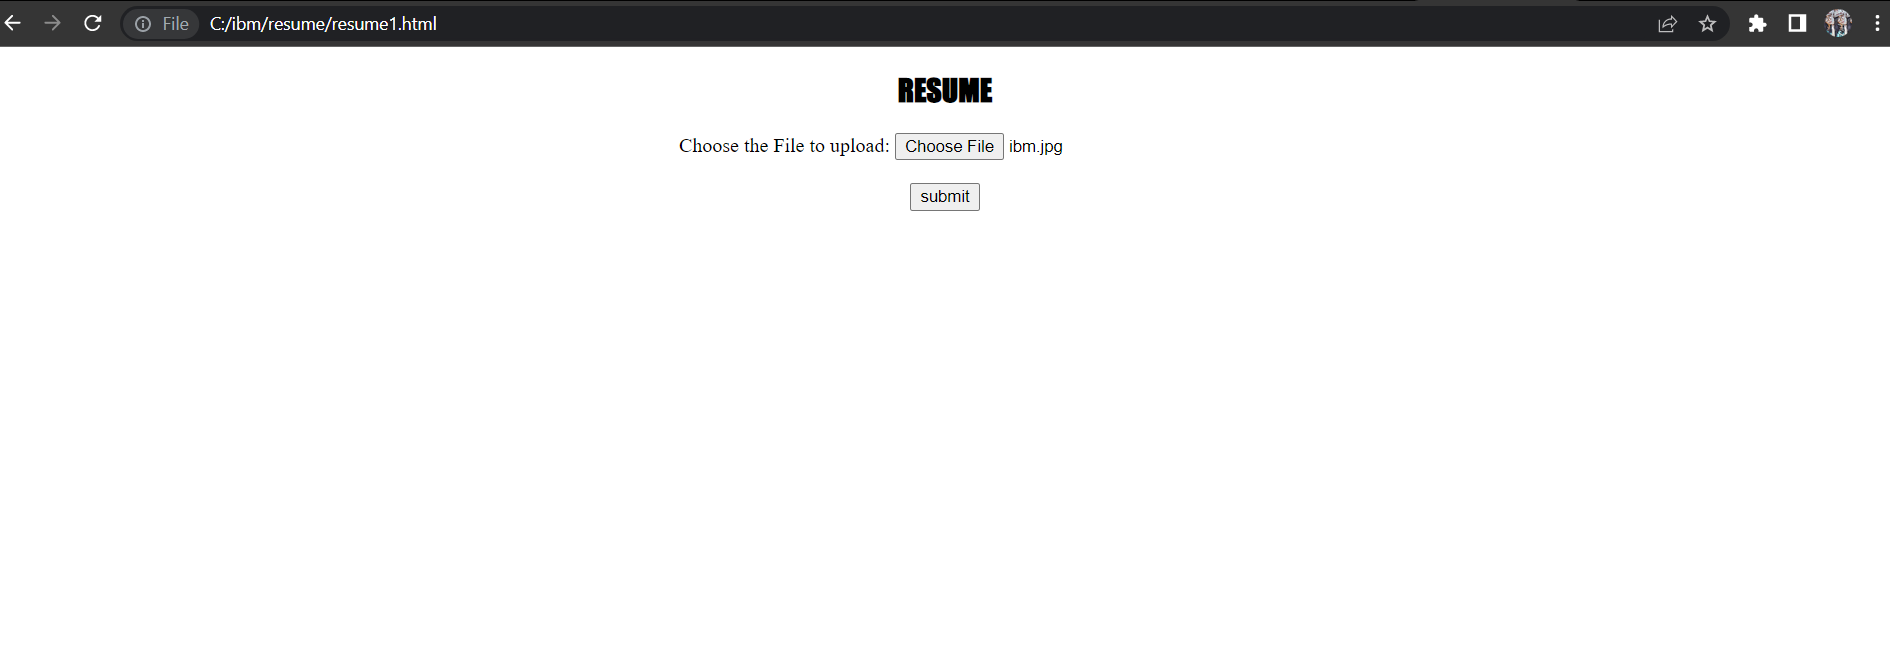 File C:/ibm/resume/resume1.html
RESUME
Choose the File to upload: Choose File ibm.jpg
submit